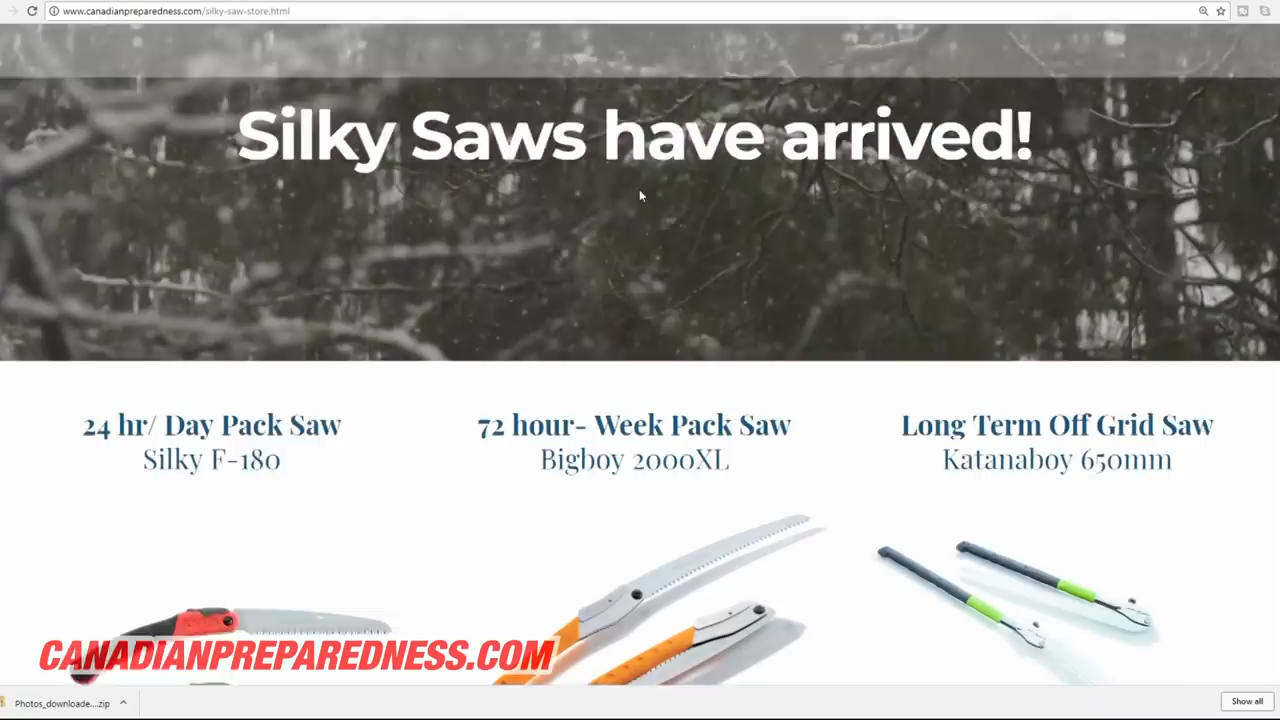 www.canadianpreparedness.com/silky-saw-store.html
Silky Saws have arrived!
24 hr/ Day Pack Saw
Silky F-180
72 hour- Week Pack Saw
Bigboy 2000XL
Long Term Off Grid Saw
Katanaboy 650mm
CANADIANPREPAREDNESS.COM
Photos_downloade....zip
Show all